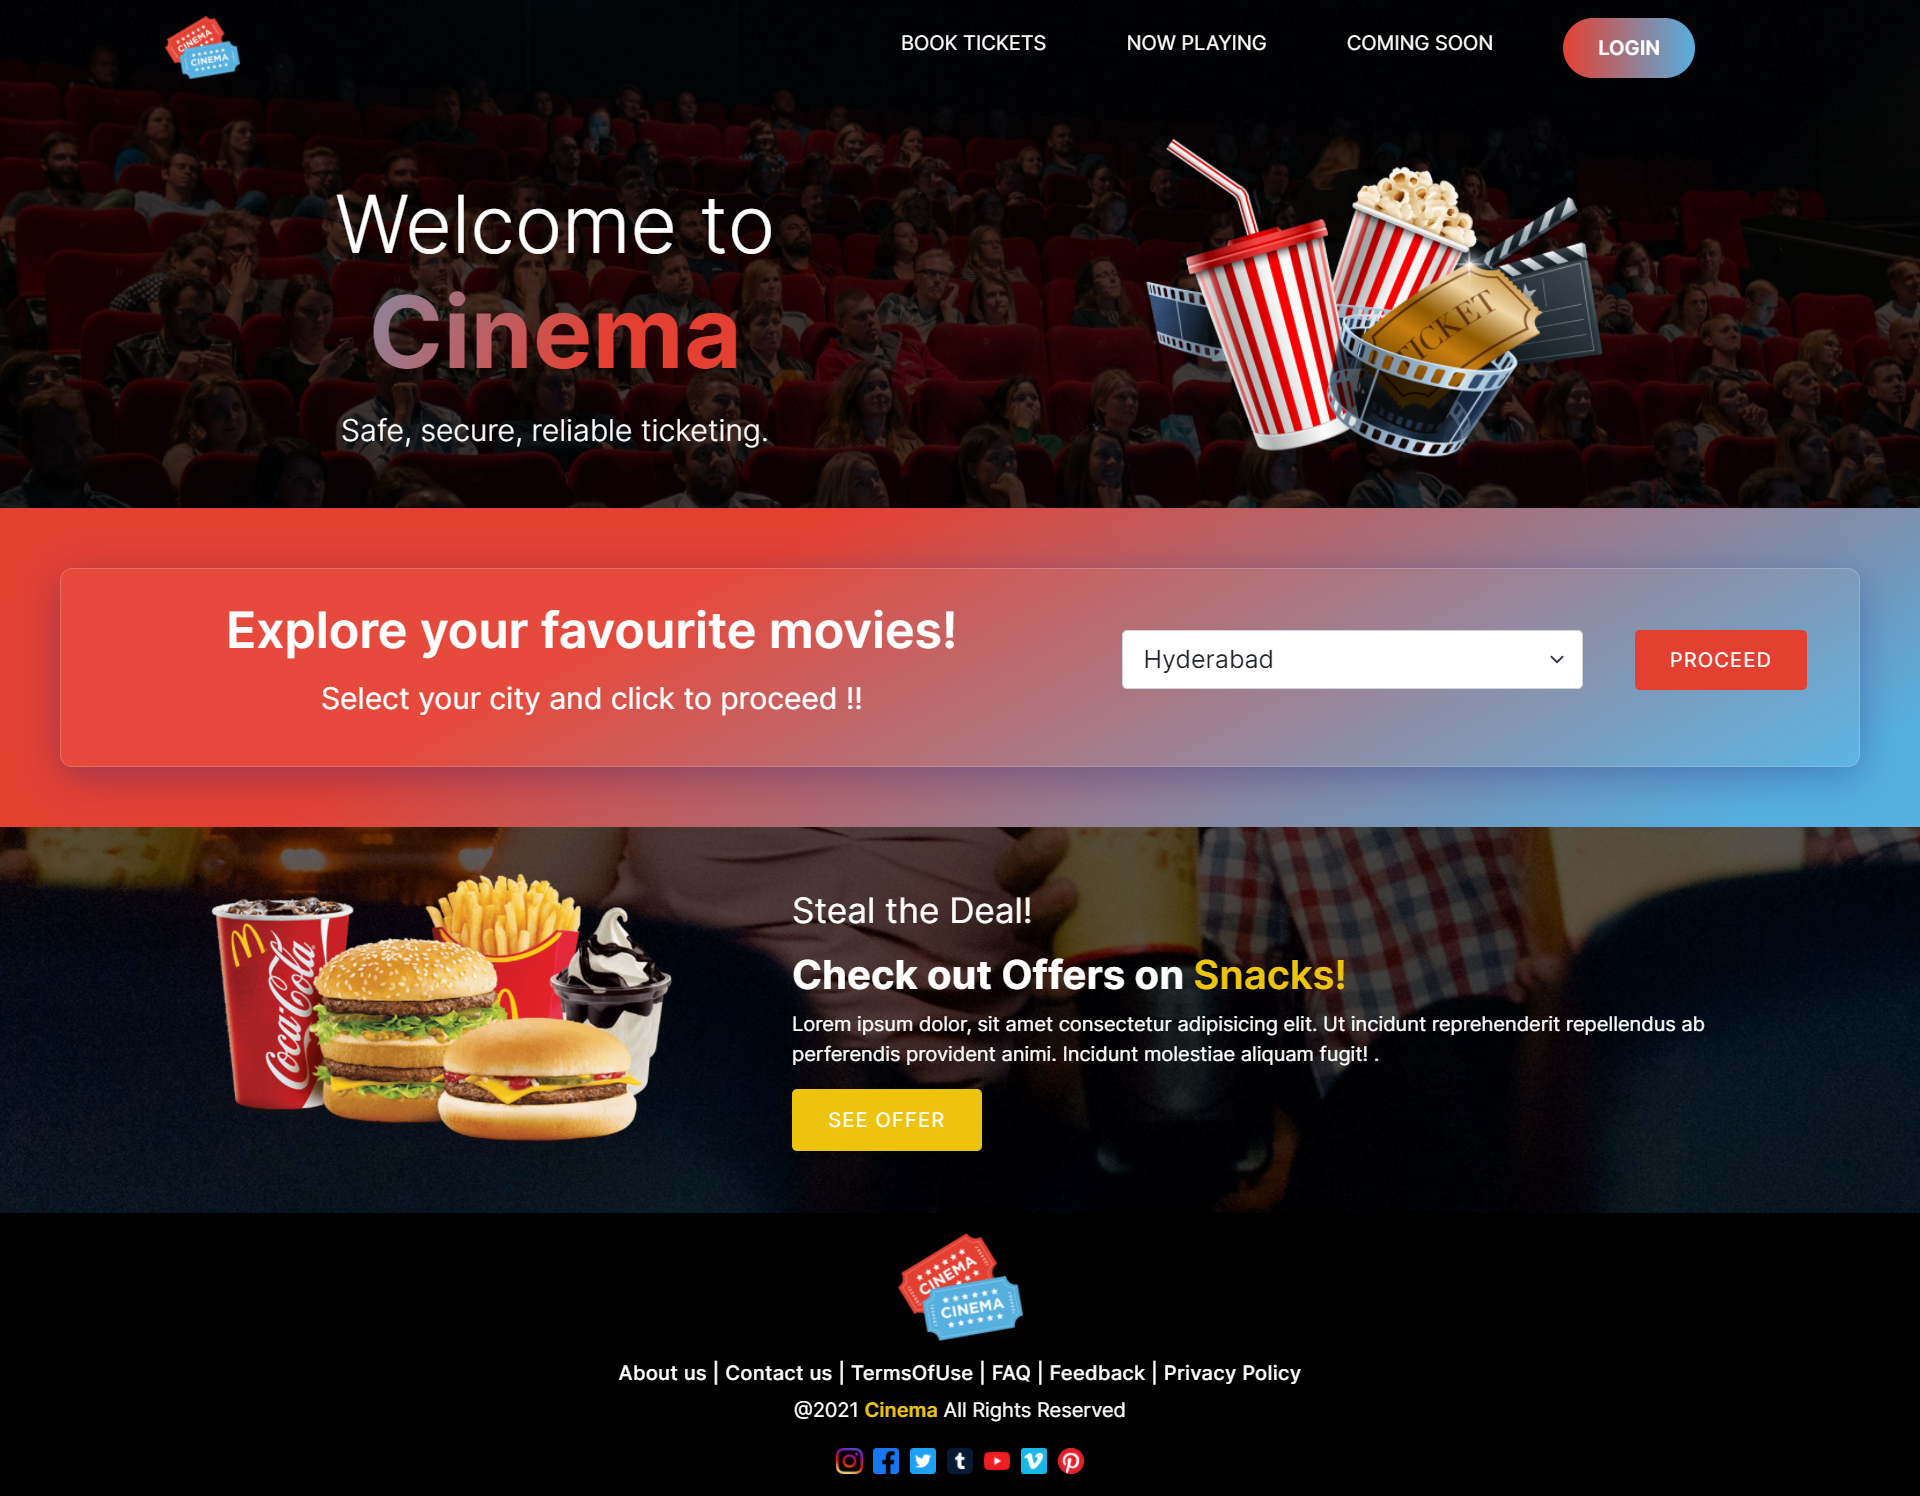 CINEMA
CINEMA
BOOK TICKETS
NOW PLAYING
COMING SOON
LOGIN
Welcome to
Cinema
Safe, secure, reliable ticketing.
TICKET
Explore your favourite movies!
Select your city and click to proceed !!
Hyderabad
PROCEED
Coca-Cola
Steal the Deal!
Check out Offers on Snacks!
Lorem ipsum dolor, sit amet consectetur adipisicing elit. Ut incidunt reprehenderit repellendus ab
perferendis provident animi. Incidunt molestiae aliquam fugit! .
SEE OFFER
CINEMA
CINEMA
About us | Contact us | TermsOfUse | FAQ | Feedback | Privacy Policy
@2021 Cinema All Rights Reserved